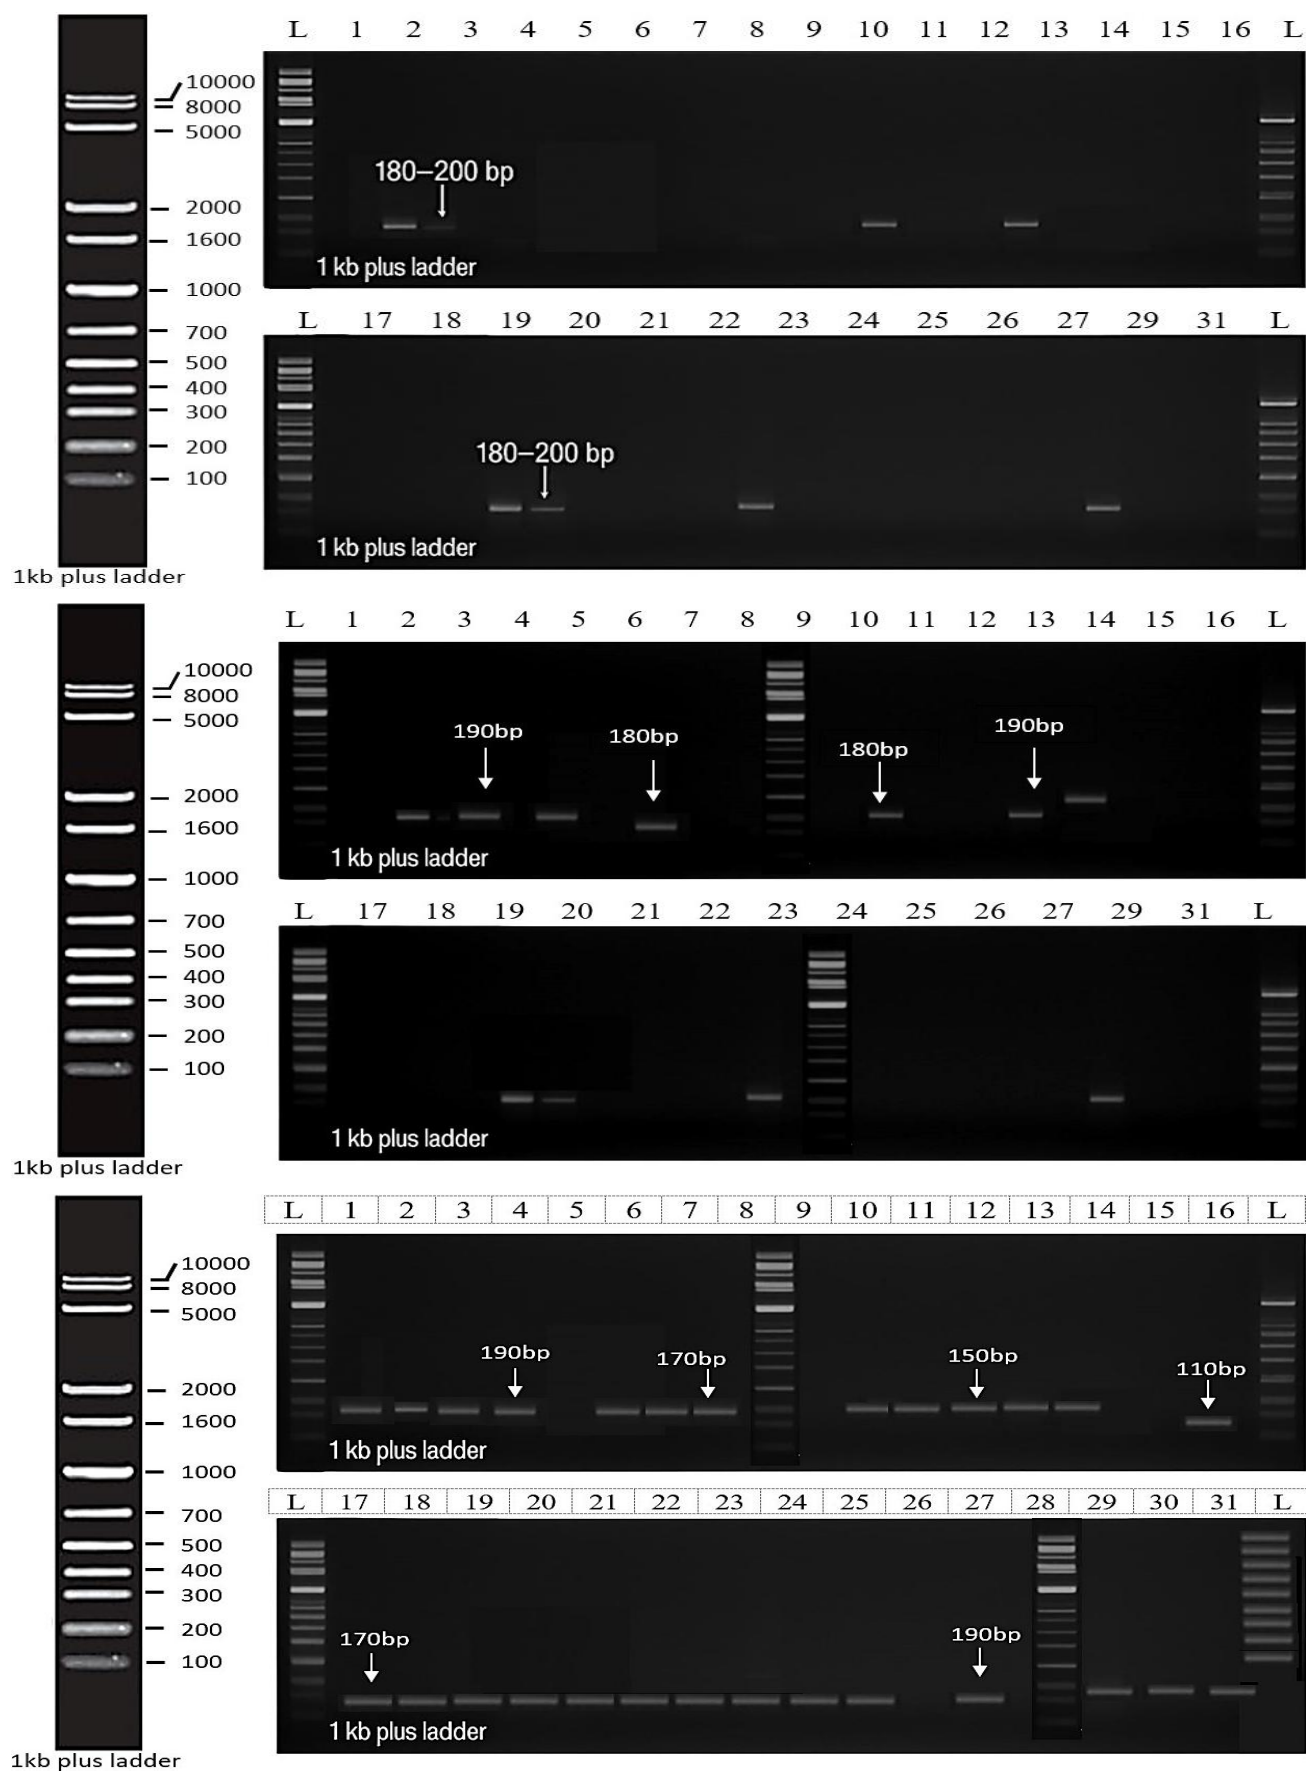 L 1 2 3 4 5 6 7 8 9 10 11 12 13 14 15 16 L
10000
8000
5000
2000
1600
1000
700
500
400
300
200
100
1kb plus ladder
180–200 bp
1 kb plus ladder
L 17 18 19 20 21 22 23 24 25 26 27 29 31 L
180–200 bp
1 kb plus ladder
L 1 2 3 4 5 6 7 8 9 10 11 12 13 14 15 16 L
10000
8000
5000
2000
1600
1000
700
500
400
300
200
100
1kb plus ladder
190bp
180bp
180bp
190bp
1 kb plus ladder
L 17 18 19 20 21 22 23 24 25 26 27 29 31 L
1 kb plus ladder
L 1 2 3 4 5 6 7 8 9 10 11 12 13 14 15 16 L
10000
8000
5000
2000
1600
1000
700
500
400
300
200
100
1kb plus ladder
190bp
170bp
150bp
110bp
1 kb plus ladder
L 17 18 19 20 21 22 23 24 25 26 27 28 29 30 31 L
170bp
190bp
1 kb plus ladder